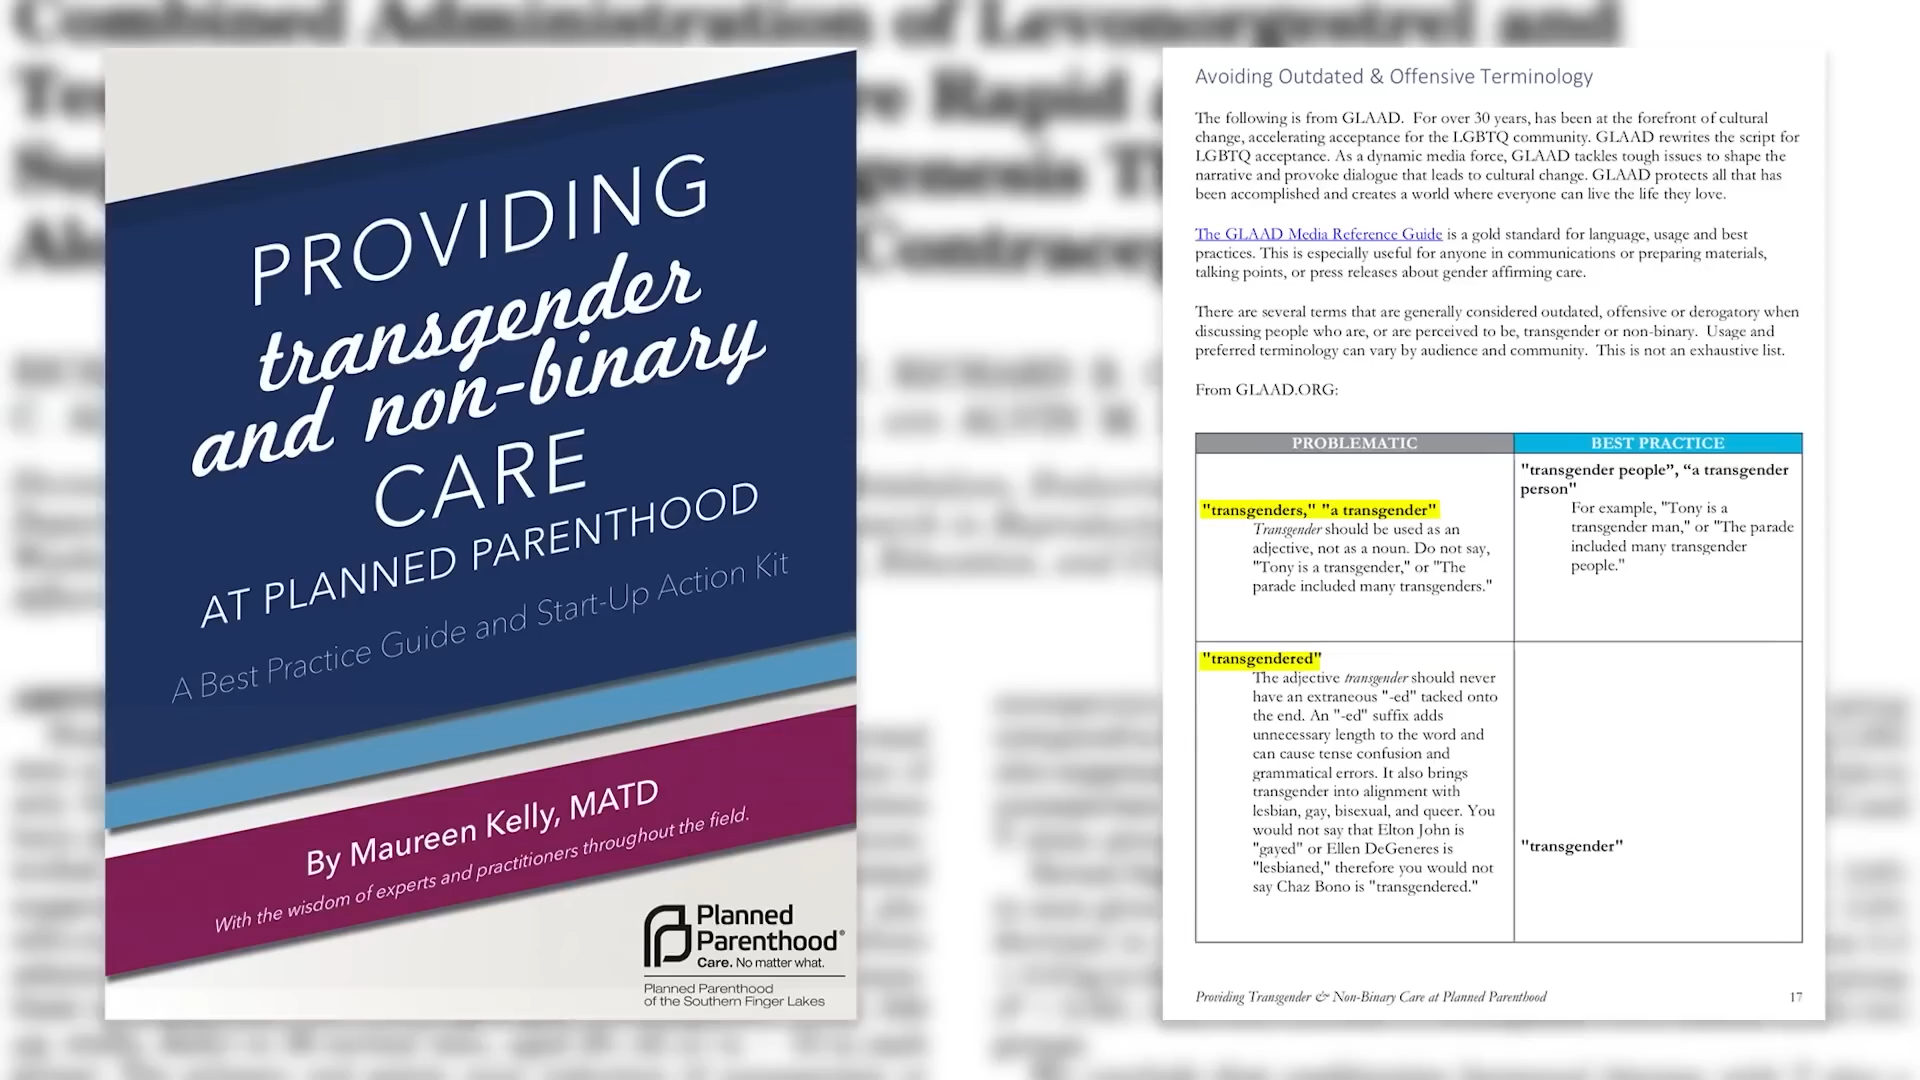 Combined Administration of Levonorgestrel and
Rapid
genesis
Contracep
PROVIDING
transgender
and non-binary
CARE
AT PLANNED PARENTHOOD
A Best Practice Guide and Start-Up Action Kit
By Maureen Kelly, MATD
With the wisdom of experts and practitioners throughout the field.
Planned
Parenthood®
Care. No matter what.
Planned Parenthood
of the Southern Finger Lakes
Avoiding Outdated & Offensive Terminology
The following is from GLAAD. For over 30 years, has been at the forefront of cultural
change, accelerating acceptance for the LGBTQ community. GLAAD rewrites the script for
LGBTQ acceptance. As a dynamic media force, GLAAD tackles tough issues to shape the
narrative and provoke dialogue that leads to cultural change. GLAAD protects all that has
been accomplished and creates a world where everyone can live the life they love.
The GLAAD Media Reference Guide is a gold standard for language, usage and best
practices. This is especially useful for anyone in communications or preparing materials,
talking points, or press releases about gender affirming care.
There are several terms that are generally considered outdated, offensive or derogatory when
discussing people who are, or are perceived to be, transgender or non-binary. Usage and
preferred terminology can vary by audience and community. This is not an exhaustive list.
From GLAAD.ORG:
PROBLEMATIC
BEST PRACTICE
"transgenders," "a transgender"
Transgender should be used as an
adjective, not as a noun. Do not say,
"Tony is a transgender," or "The
parade included many transgenders."
"transgender people”, “a transgender
person"
For example, "Tony is a
transgender man," or "The parade
included many transgender
people."
"transgendered"
The adjective transgender should never
have an extraneous "-ed" tacked onto
the end. An "-ed" suffix adds
unnecessary length to the word and
can cause tense confusion and
grammatical errors. It also brings
transgender into alignment with
lesbian, gay, bisexual, and queer. You
would not say that Elton John is
"gayed" or Ellen DeGeneres is
"lesbianed," therefore you would not
say Chaz Bono is "transgendered."
"transgender"
Providing Transgender & Non-Binary Care at Planned Parenthood
17